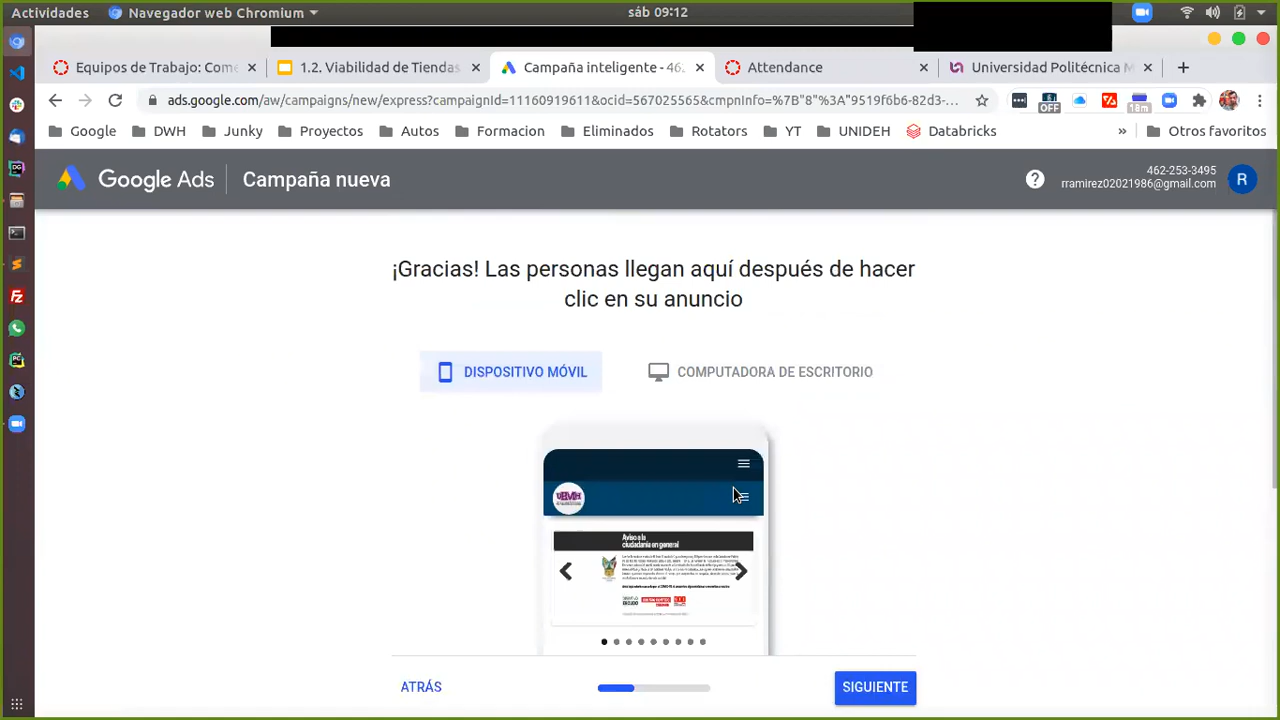 Actividades
Navegador web Chromium
sáb 09:12
Equipos de Trabajo: Come
1.2. Viabilidad de Tiendas
Campaña inteligente - 46
Attendance
Universidad Politécnica M
ads.google.com/aw/campaigns/new/express?campaignId=11160919611&ocid=567025565&cmpnInfo=%7B"8"%3A"9519f6b6-82d3-...
OFF
18m
Google
DWH
Junky
Proyectos
Autos
Formacion
Eliminados
Rotators
YT
UNIDEH
Databricks
»
Otros favoritos
Google Ads
Campaña nueva
462-253-3495
rramirez02021986@gmail.com
R
¡Gracias! Las personas llegan aquí después de hacer
clic en su anuncio
DISPOSITIVO MÓVIL
COMPUTADORA DE ESCRITORIO
Aviso a la
ciudadanía en general
ATRÁS
SIGUIENTE